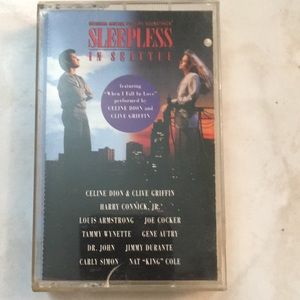 ORIGINAL MOTION PICTURE SOUNDTRACK
SLEEPLESS
IN SEATTLE
featuring
"When I Fall In Love"
performed by
CELINE DION and
CLIVE GRIFFIN
CELINE DION & CLIVE GRIFFIN
HARRY CONNICK, JR.
LOUIS ARMSTRONG JOE COCKER
TAMMY WYNETTE GENE AUTRY
DR. JOHN JIMMY DURANTE
CARLY SIMON NAT "KING" COLE